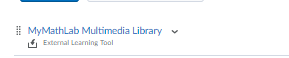 MyMathLab Multimedia Library
External Learning Tool